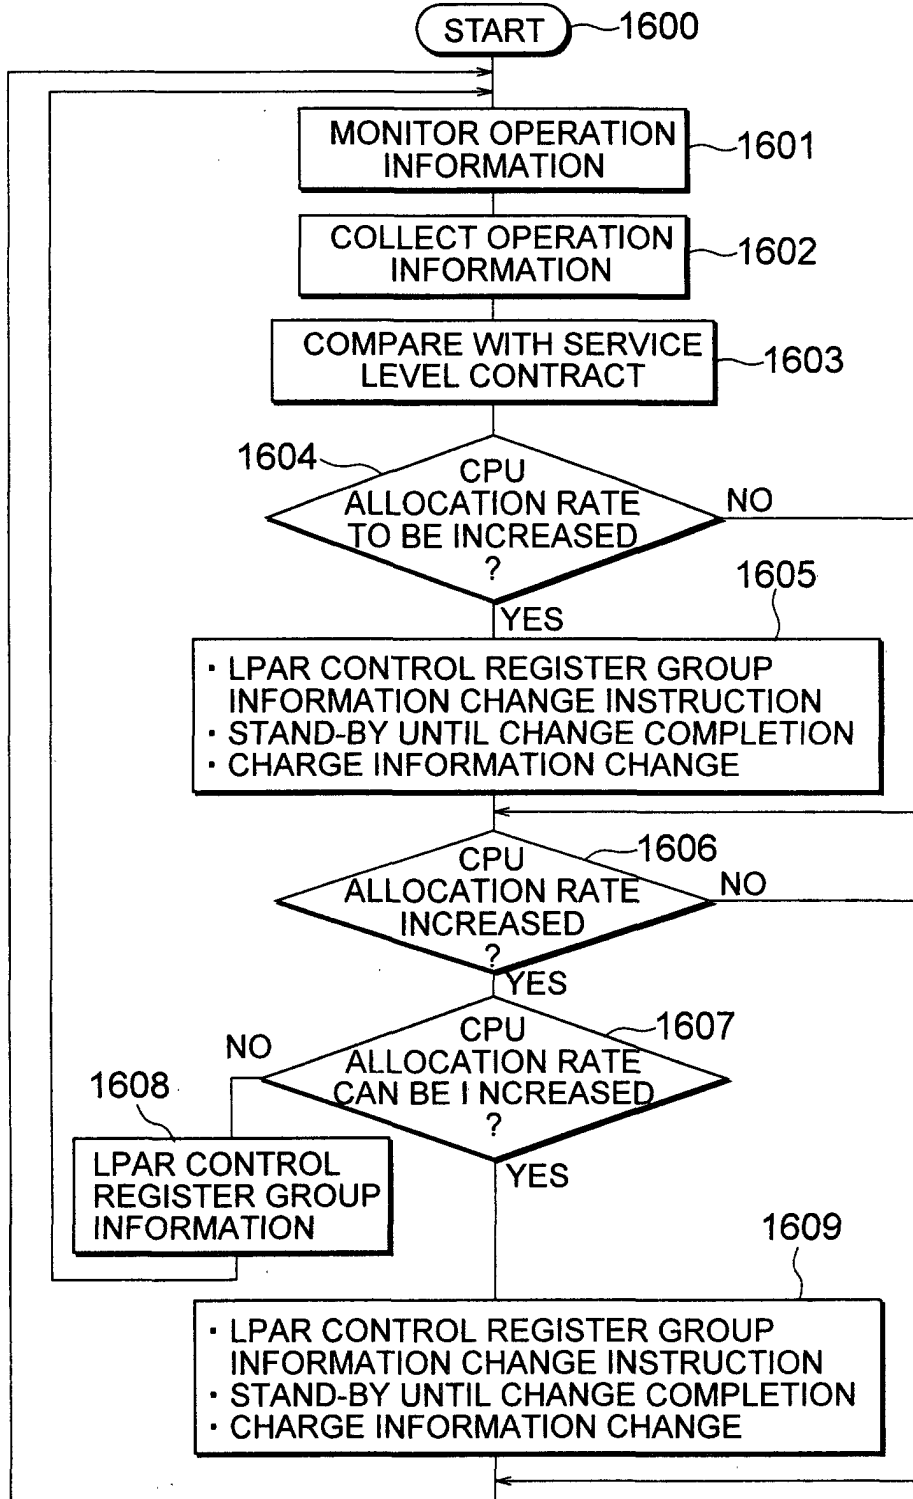 START
1600
MONITOR OPERATION
INFORMATION
1601
COLLECT OPERATION
INFORMATION
1602
COMPARE WITH SERVICE
LEVEL CONTRACT
1603
1604
CPU
ALLOCATION RATE
TO BE INCREASED
?
NO
YES
1605
· LPAR CONTROL REGISTER GROUP
INFORMATION CHANGE INSTRUCTION
· STAND-BY UNTIL CHANGE COMPLETION
· CHARGE INFORMATION CHANGE
1606
CPU
ALLOCATION RATE
INCREASED
?
NO
YES
1607
CPU
ALLOCATION RATE
CAN BE I NCREASED
?
NO
YES
1608
LPAR CONTROL
REGISTER GROUP
INFORMATION
1609
· LPAR CONTROL REGISTER GROUP
INFORMATION CHANGE INSTRUCTION
· STAND-BY UNTIL CHANGE COMPLETION
· CHARGE INFORMATION CHANGE